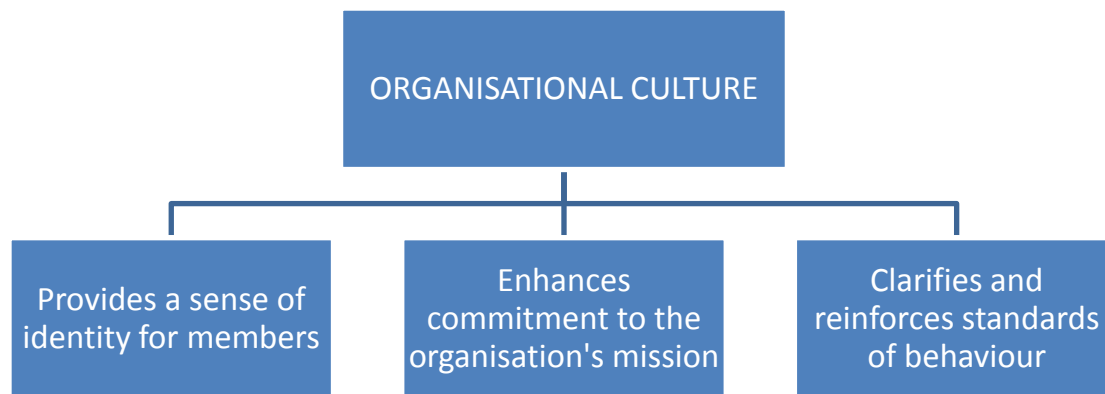 ORGANISATIONAL CULTURE
Provides a sense of
identity for members
Enhances
commitment to the
organisation's mission
Clarifies and
reinforces standards
of behaviour